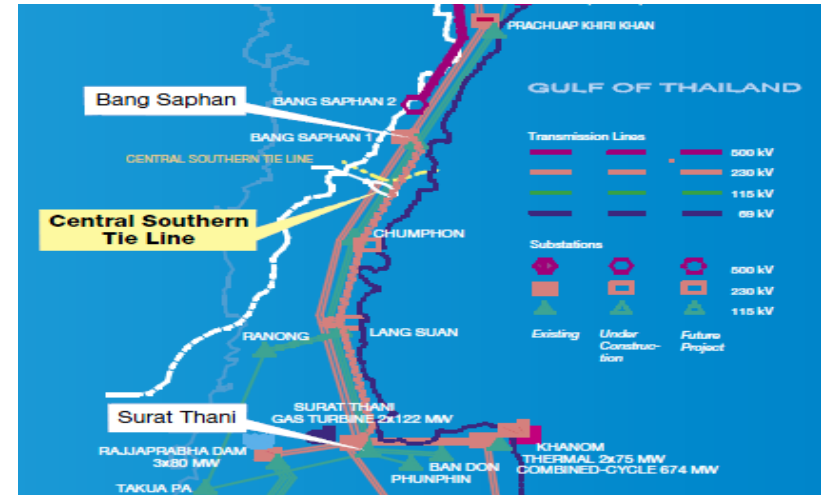 PRACHUAP KHIRI KHAN
GULF OF THAILAND
Bang Saphan
BANG SAPHAN 2
BANG SAPHAN 1
CENTRAL SOUTHERN TIE LINE
Central Southern
Tie Line
Transmission Lines
500 kV
230 kV
115 kV
69 kV
CHUMPHON
Substations
500 kV
230 kV
115 kV
Existing
Under
Construc-
tion
Future
Project
RANONG
LANG SUAN
Surat Thani
SURAT THANI
GAS TURBINE 2x122 MW
RAJJAPRABHA DAM
3x80 MW
KHANOM
THERMAL 2x75 MW
COMBINED-CYCLE 674 MW
BAN DON
PHUNPHIN
TAKUA PA